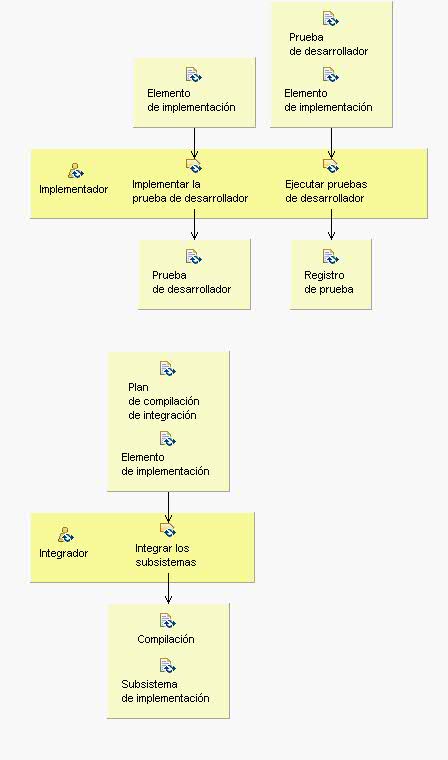 Prueba
de desarrollador
Elemento
de implementación
Elemento
de implementación
Implementador
Implementar la
prueba de desarrollador
Ejecutar pruebas
de desarrollador
Prueba
de desarrollador
Registro
de prueba
Plan
de compilación
de integración
Elemento
de implementación
Integrador
Integrar los
subsistemas
Compilación
Subsistema
de implementación